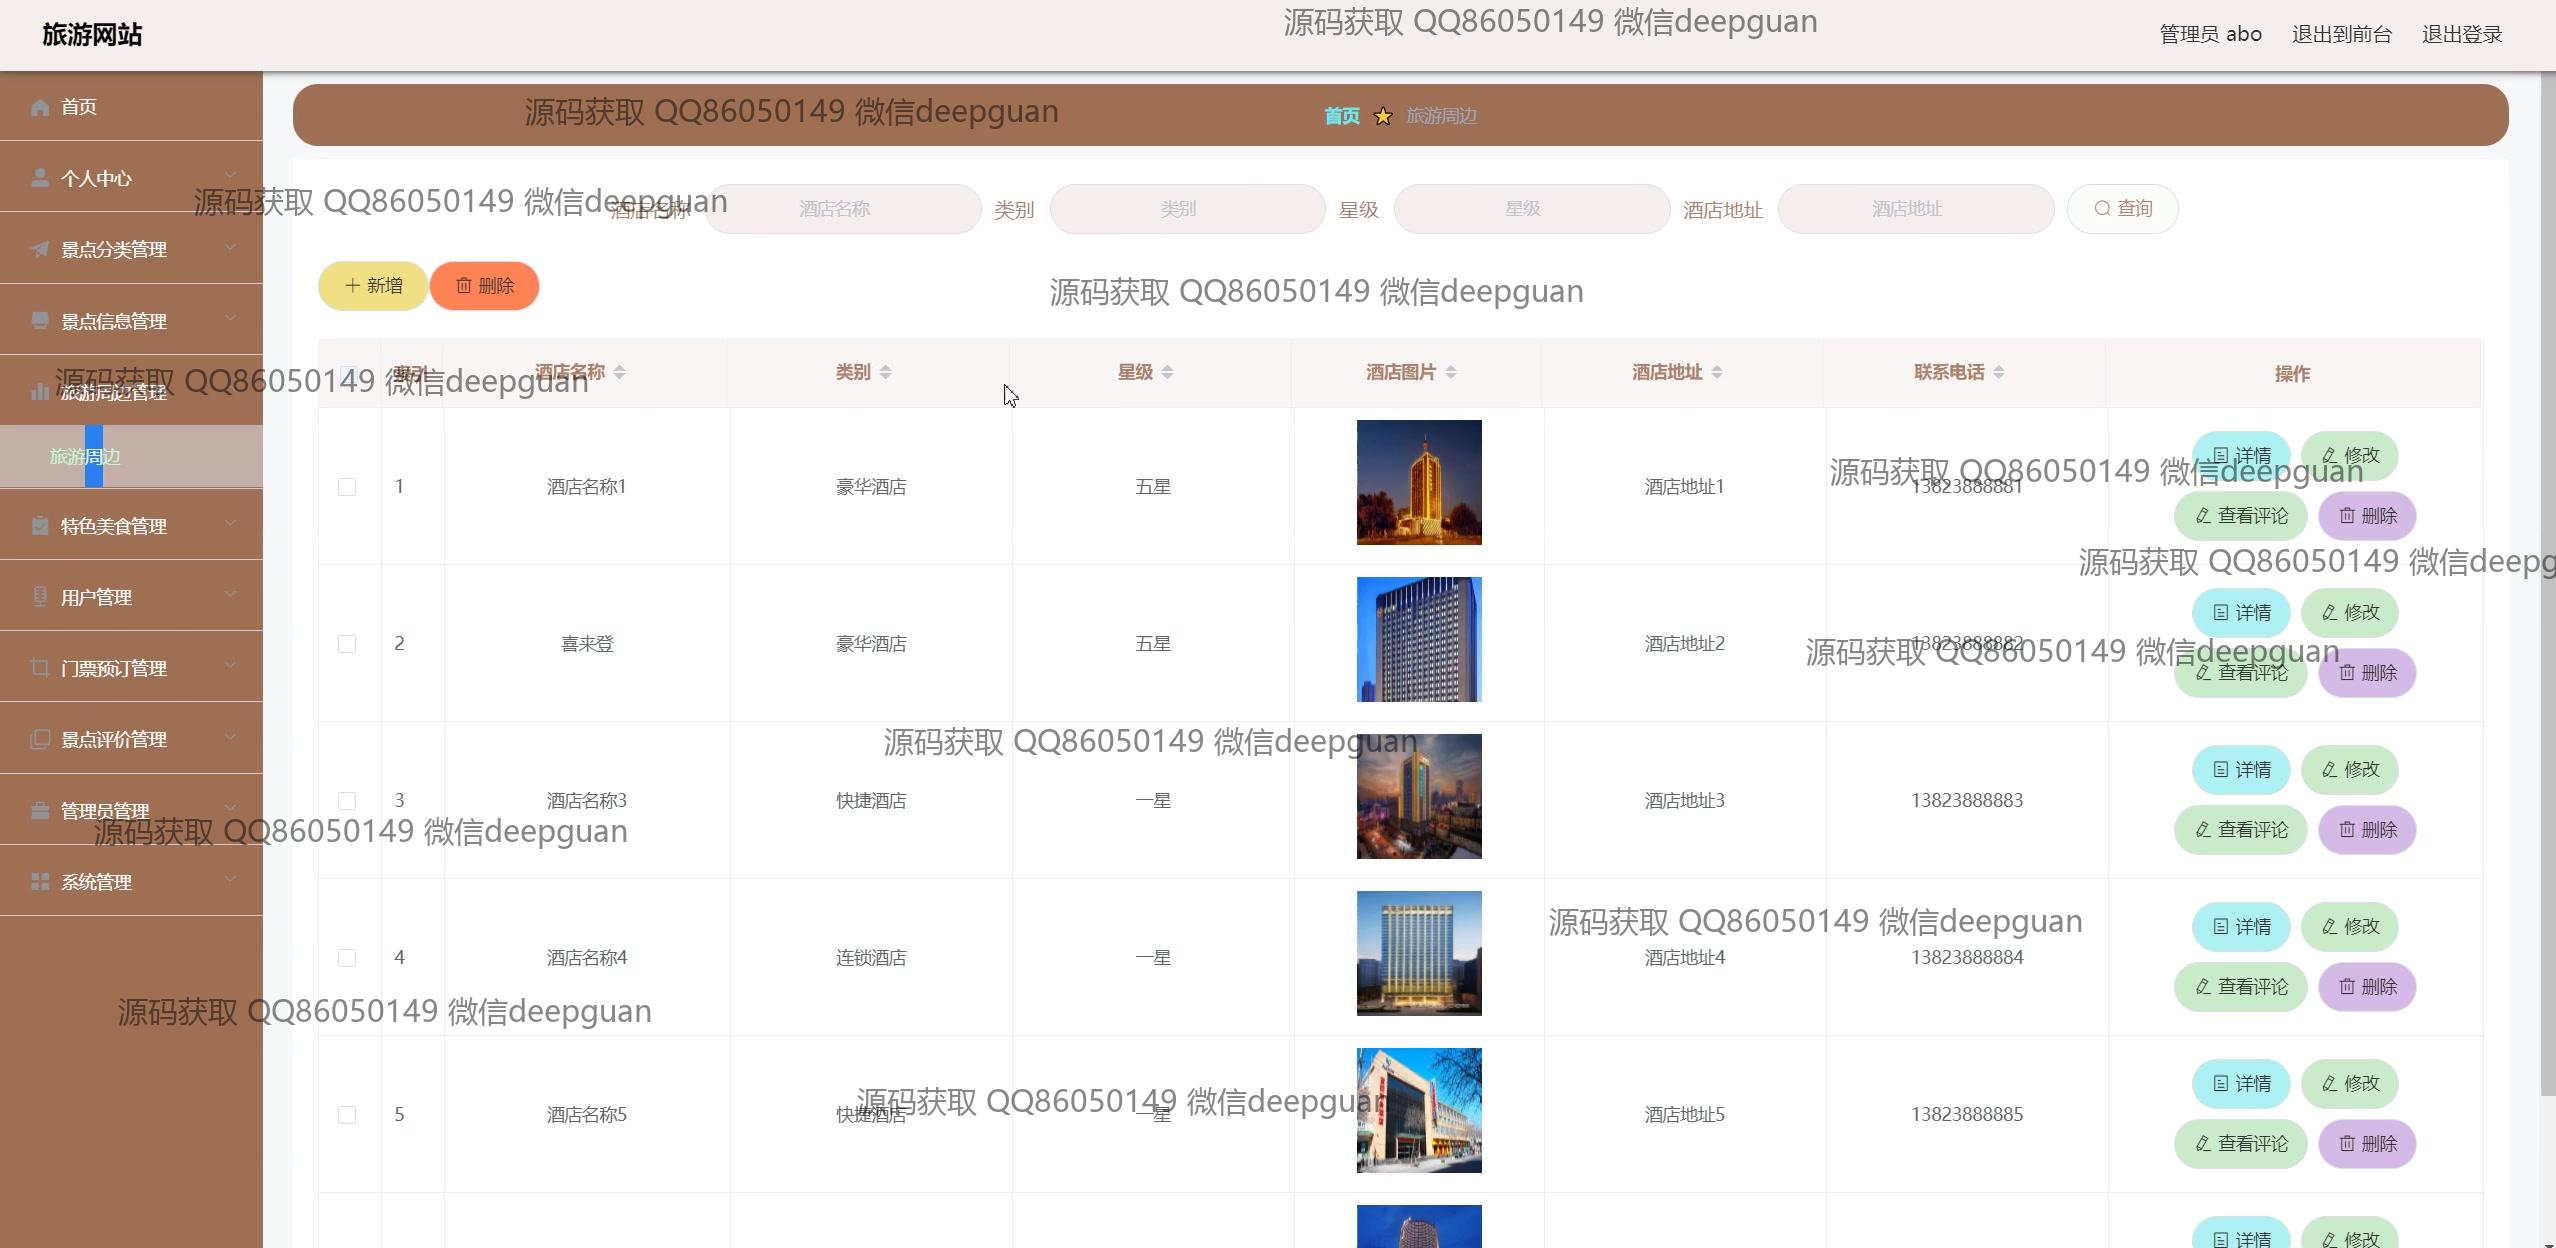 旅游网站
源码获取 QQ86050149 微信deepguan
管理员 abo 退出到前台 退出登录
首页
源码获取 QQ86050149 微信deepguan
首页 旅游周边
个人中心
源码获取 QQ86050149 微信deepguan
酒店名称 酒店名称 类别 类别 星级 星级 酒店地址 酒店地址 查询
景点分类管理
新增 删除
源码获取 QQ86050149 微信deepguan
景点信息管理
旅游周边管理
源码获取 QQ86050149 微信deepguan
索引 酒店名称 类别 星级 酒店图片 酒店地址 联系电话 操作
旅游周边
1 酒店名称1 豪华酒店 五星 酒店地址1 13823888881 详情 修改
源码获取 QQ86050149 微信deepguan
查看评论 删除
特色美食管理
源码获取 QQ86050149 微信deepg
用户管理
2 喜来登 豪华酒店 五星 酒店地址2 13823888882 详情 修改
源码获取 QQ86050149 微信deepguan
查看评论 删除
门票预订管理
景点评价管理
源码获取 QQ86050149 微信deepguan
3 酒店名称3 快捷酒店 一星 酒店地址3 13823888883 详情 修改
查看评论 删除
管理员管理
源码获取 QQ86050149 微信deepguan
系统管理
源码获取 QQ86050149 微信deepguan
4 酒店名称4 连锁酒店 一星 酒店地址4 13823888884 详情 修改
查看评论 删除
源码获取 QQ86050149 微信deepguan
5 酒店名称5 快捷酒店 一星 酒店地址5 13823888885 详情 修改
源码获取 QQ86050149 微信deepguan
查看评论 删除
详情 修改